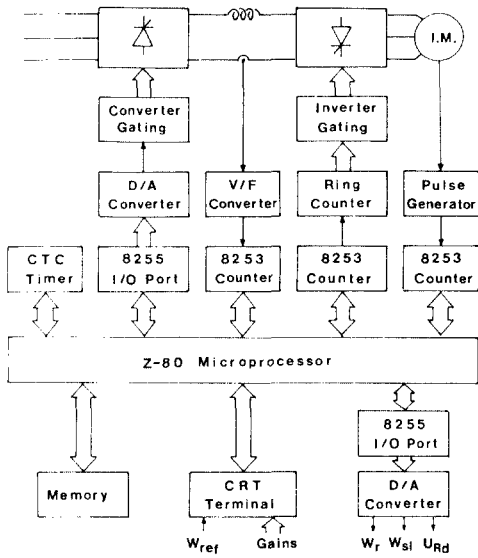 I.M.
Converter
Gating
Inverter
Gating
D/A
Converter
V/F
Converter
Ring
Counter
Pulse
Generator
CTC
Timer
8255
I/O Port
8253
Counter
8253
Counter
8253
Counter
Z-80 Microprocessor
8255
I/O Port
Memory
CRT
Terminal
D/A
Converter
Wref
Gains
Wr
Wsl
URd